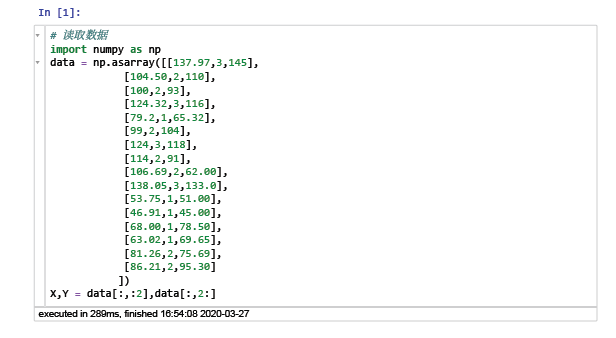 In [1]:
# 读取数据
import numpy as np
data = np.asarray([[137.97,3,145],
[104.50,2,110],
[100,2,93],
[124.32,3,116],
[79.2,1,65.32],
[99,2,104],
[124,3,118],
[114,2,91],
[106.69,2,62.00],
[138.05,3,133.0],
[53.75,1,51.00],
[46.91,1,45.00],
[68.00,1,78.50],
[63.02,1,69.65],
[81.26,2,75.69],
[86.21,2,95.30]
])
X,Y = data[:,:2],data[:,2:]
executed in 289ms, finished 16:54:08 2020-03-27